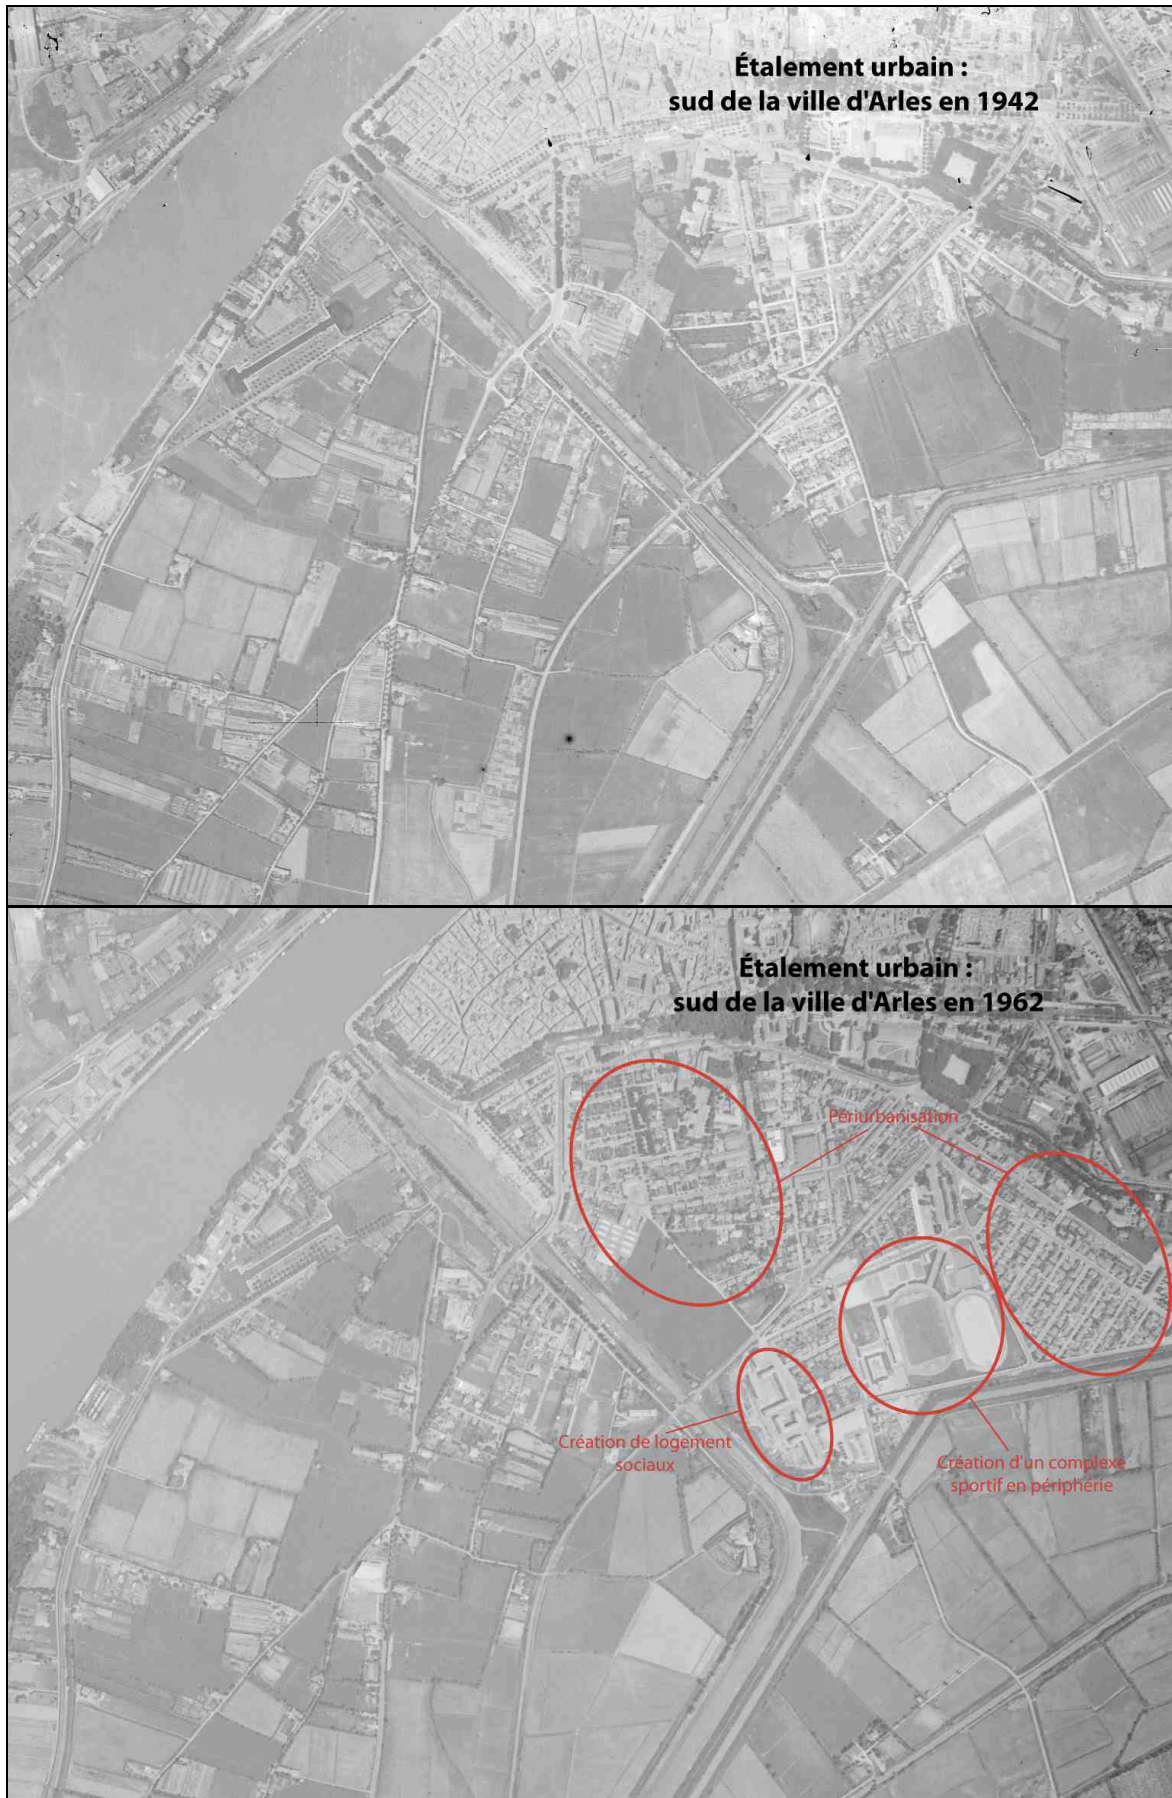 Étalement urbain :
sud de la ville d'Arles en 1942
Étalement urbain :
sud de la ville d'Arles en 1962
Périurbanisation
Création de logement
sociaux
Création d'un complexe
sportif en périphérie